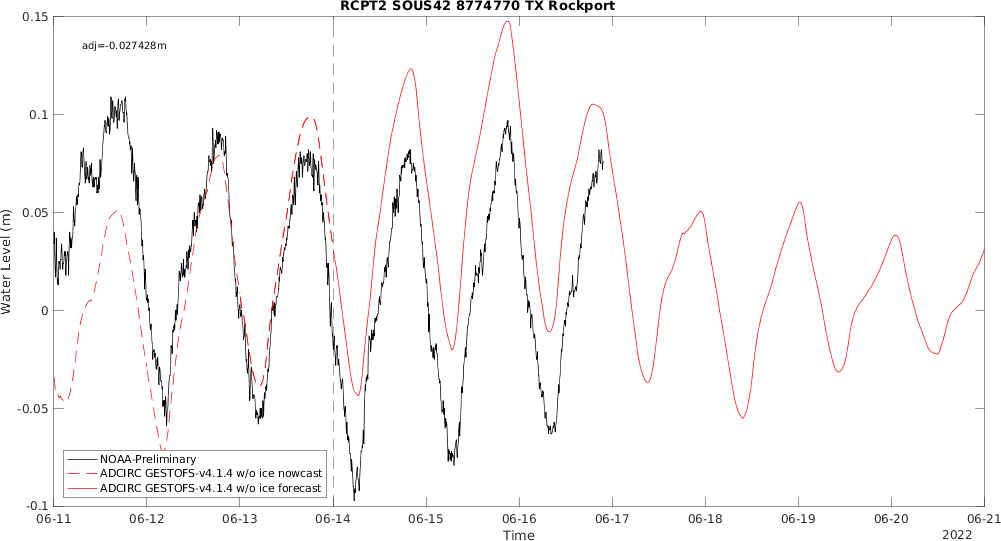 RCPT2 SOUS42 8774770 TX Rockport
adj=-0.027428m
Water Level (m)
0.15
0.1
0.05
0
-0.05
-0.1
NOAA-Preliminary
ADCIRC GESTOFS-v4.1.4 w/o ice nowcast
ADCIRC GESTOFS-v4.1.4 w/o ice forecast
06-11 06-12 06-13 06-14 06-15 06-16 06-17 06-18 06-19 06-20 06-21
Time
2022